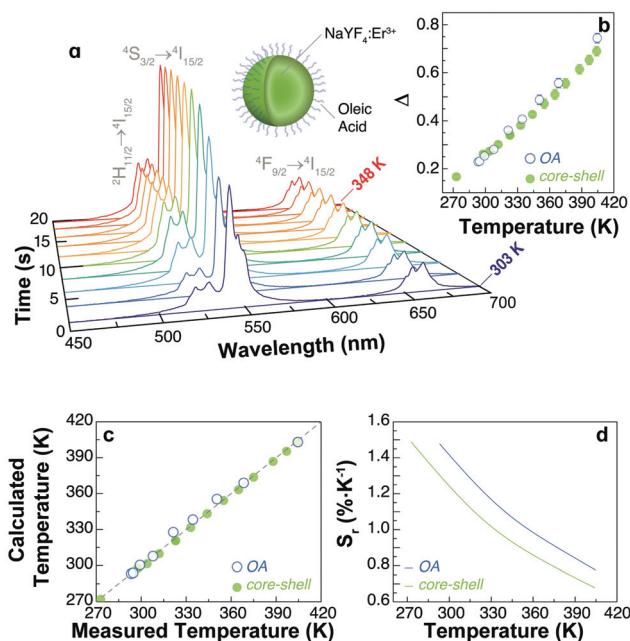 a
⁴S₃/₂→⁴I₁₅/₂
²H₁₁/₂→⁴I₁₅/₂
⁴F₉/₂→⁴I₁₅/₂
NaYF₄:Er³⁺
Oleic
Acid
348 K
303 K
20
15
10
5
0
Time (s)
450
500
550
600
650
700
Wavelength (nm)
b
0.8
0.6
0.4
0.2
Δ
OA
core-shell
270 300 330 360 390 420
Temperature (K)
c
420
390
360
330
300
270
Calculated
Temperature (K)
OA
core-shell
270 300 330 360 390 420
Measured Temperature (K)
d
1.6
1.4
1.2
1.0
0.8
0.6
Sᵣ (%·K⁻¹)
OA
core-shell
270 300 330 360 390 420
Temperature (K)